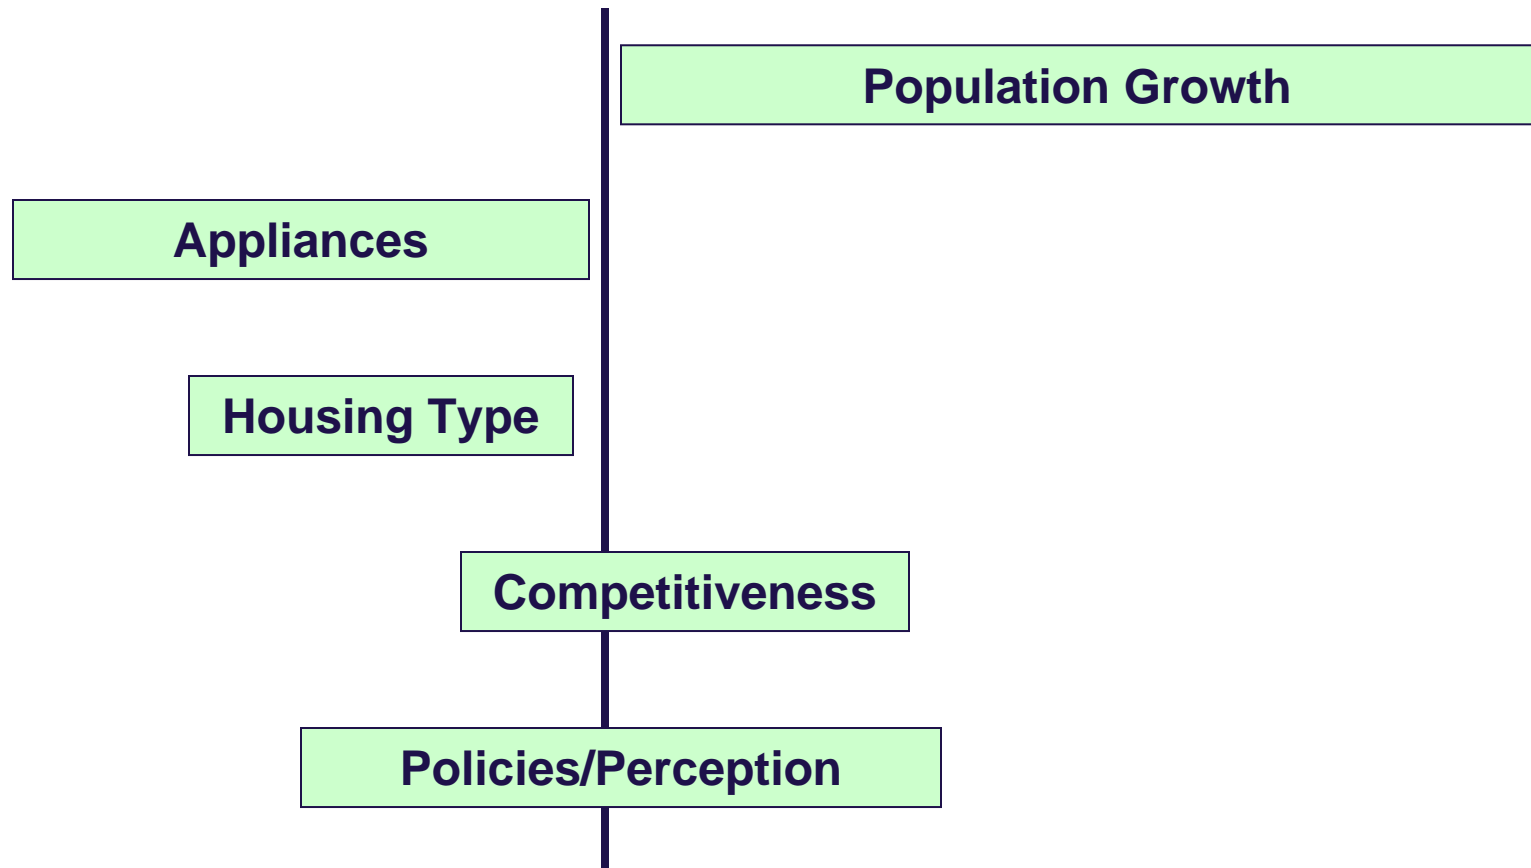 Population Growth
Appliances
Housing Type
Competitiveness
Policies/Perception